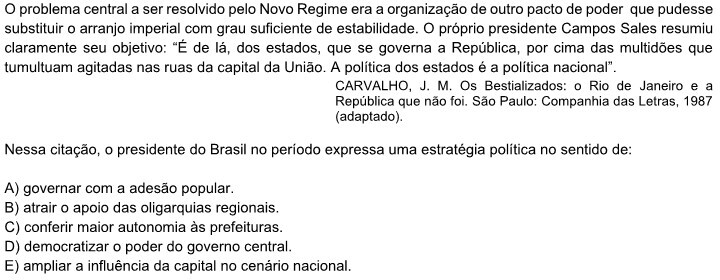 O problema central a ser resolvido pelo Novo Regime era a organização de outro pacto de poder que pudesse
substituir o arranjo imperial com grau suficiente de estabilidade. O próprio presidente Campos Sales resumiu
claramente seu objetivo: “É de lá, dos estados, que se governa a República, por cima das multidões que
tumultuam agitadas nas ruas da capital da União. A política dos estados é a política nacional”.
CARVALHO, J. M. Os Bestializados: o Rio de Janeiro e a
República que não foi. São Paulo: Companhia das Letras, 1987
(adaptado).
Nessa citação, o presidente do Brasil no período expressa uma estratégia política no sentido de:
A) governar com a adesão popular.
B) atrair o apoio das oligarquias regionais.
C) conferir maior autonomia às prefeituras.
D) democratizar o poder do governo central.
E) ampliar a influência da capital no cenário nacional.